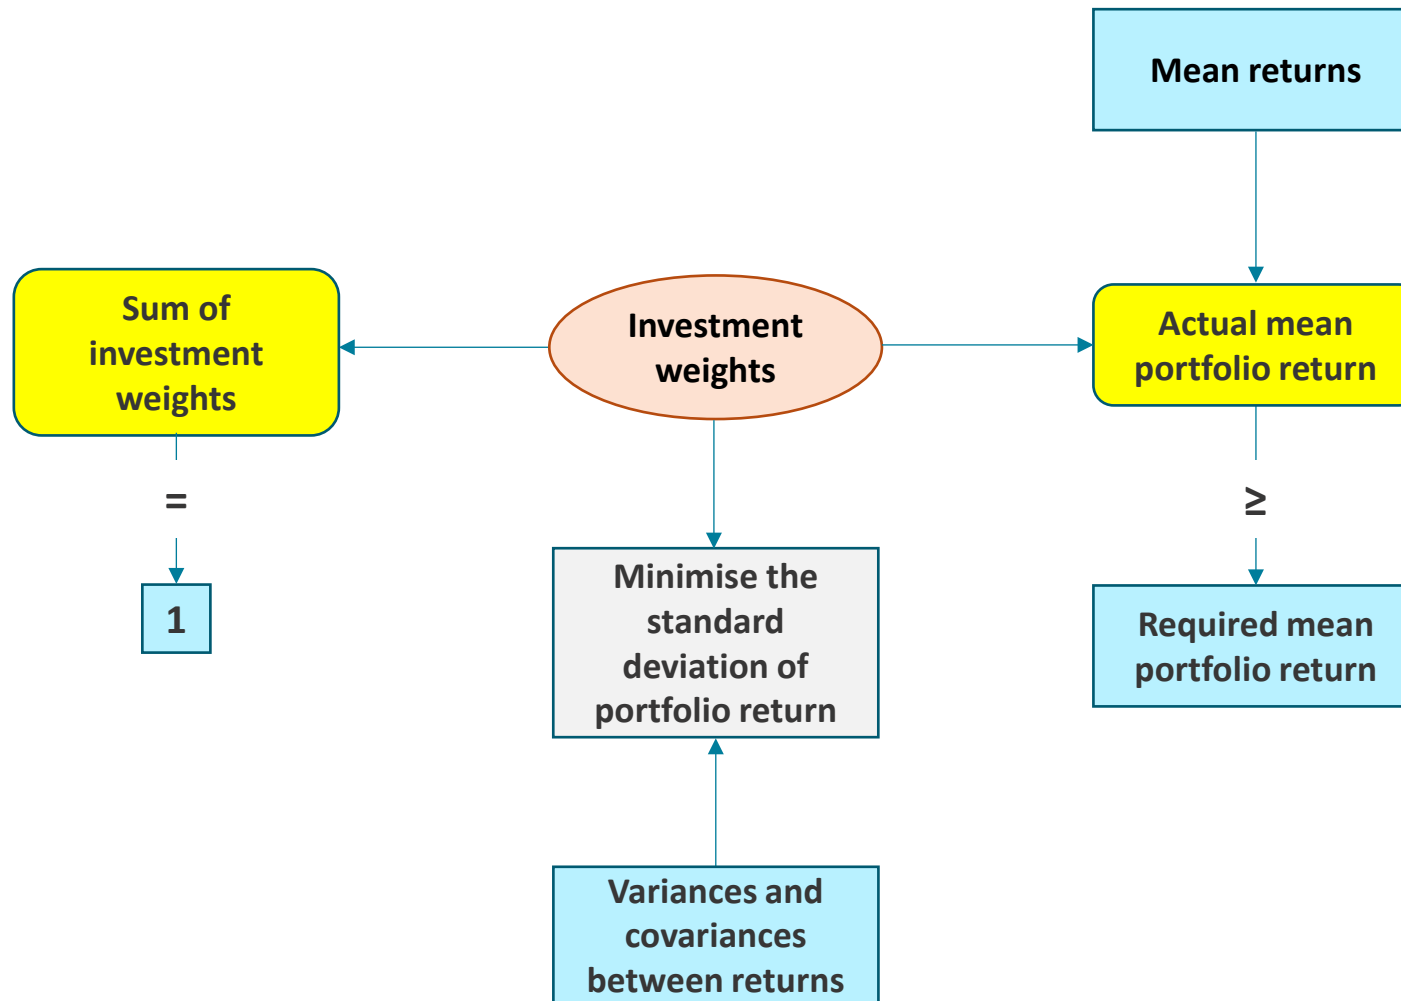 Mean returns
Sum of
investment
weights
Investment
weights
Actual mean
portfolio return
=
≥
1
Minimise the
standard
deviation of
portfolio return
Required mean
portfolio return
Variances and
covariances
between returns